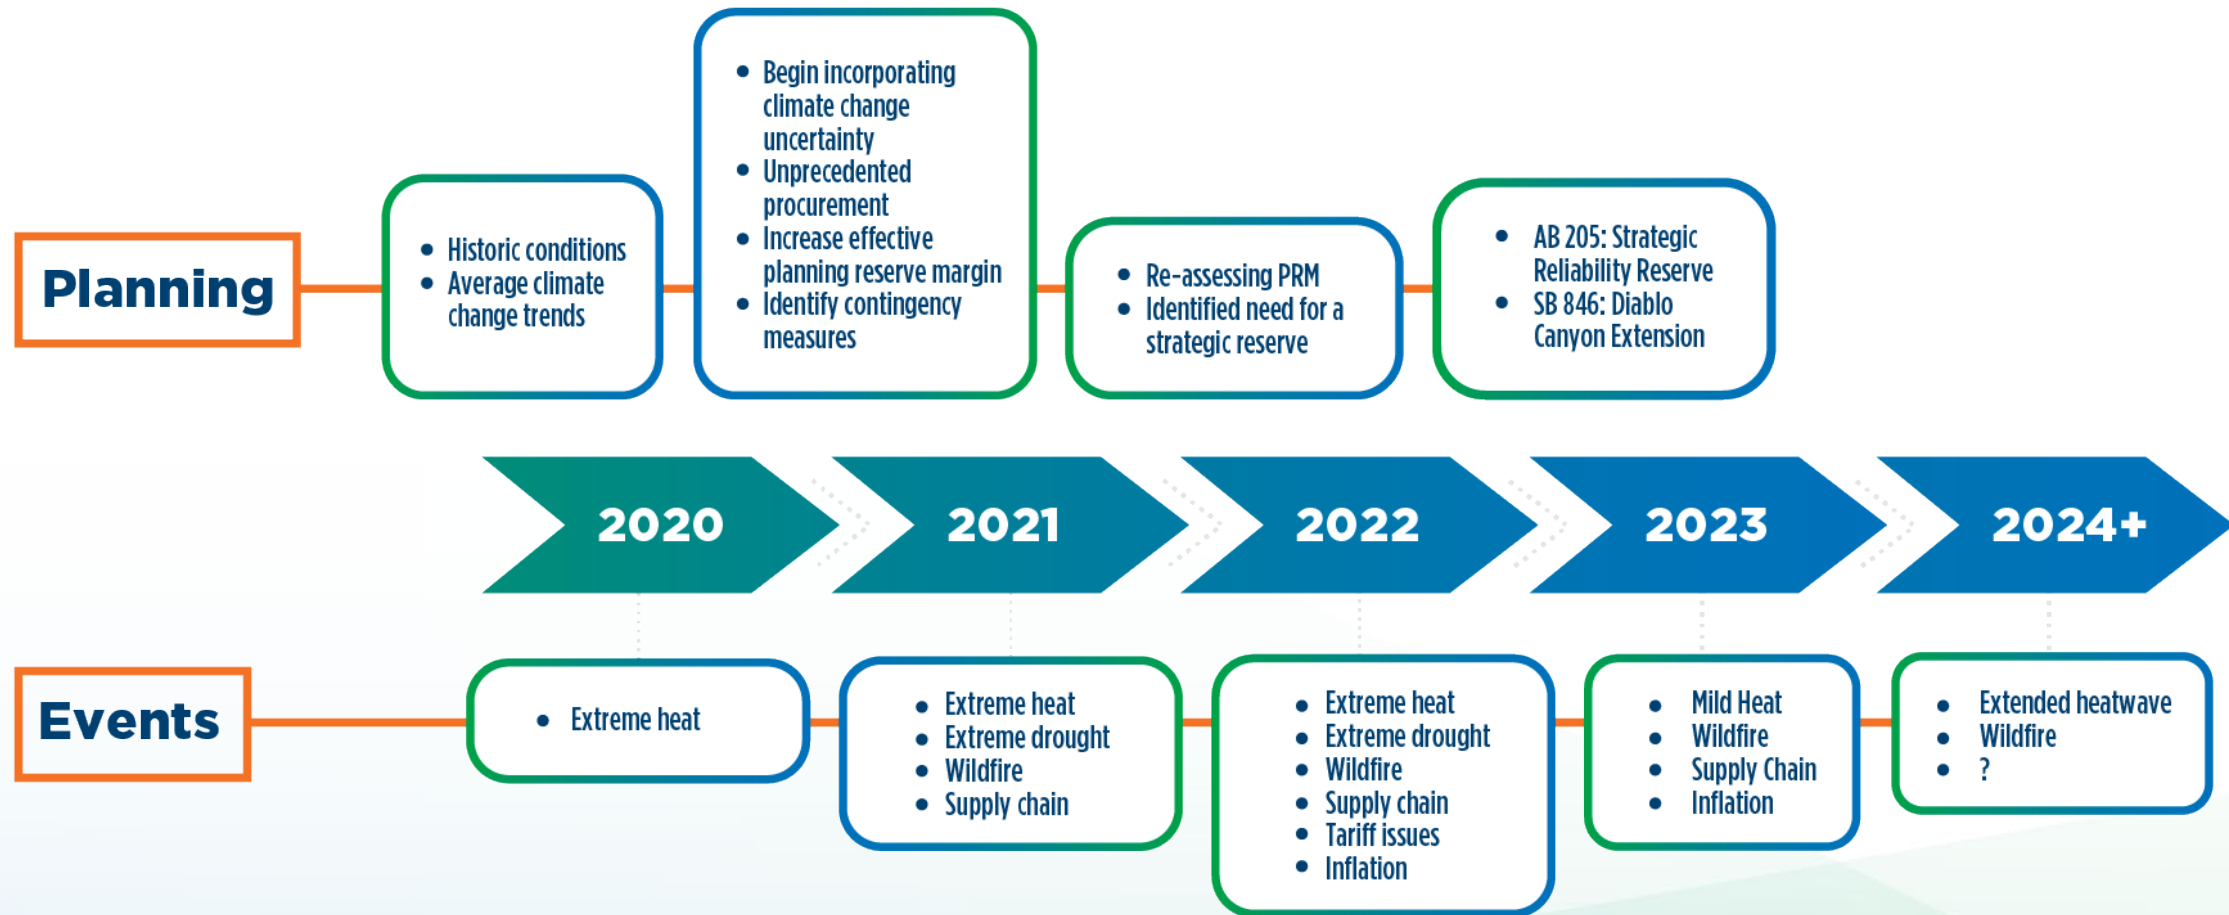 Planning
• Historic conditions
• Average climate
change trends
• Begin incorporating
climate change
uncertainty
• Unprecedented
procurement
• Increase effective
planning reserve margin
• Identify contingency
measures
• Re-assessing PRM
• Identified need for a
strategic reserve
• AB 205: Strategic
Reliability Reserve
• SB 846: Diablo
Canyon Extension
2020
2021
2022
2023
2024+
Events
• Extreme heat
• Extreme heat
• Extreme drought
• Wildfire
• Supply chain
• Extreme heat
• Extreme drought
• Wildfire
• Supply chain
• Tariff issues
• Inflation
• Mild Heat
• Wildfire
• Supply Chain
• Inflation
• Extended heatwave
• Wildfire
• ?